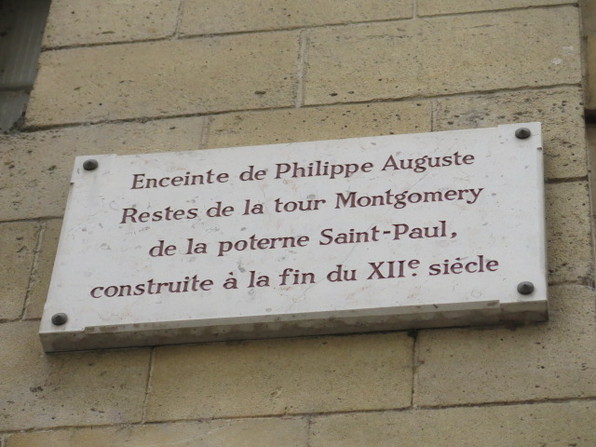 Enceinte de Philippe Auguste
Restes de la tour Montgomery
de la poterne Saint-Paul,
construite à la fin du XIIe. siècle